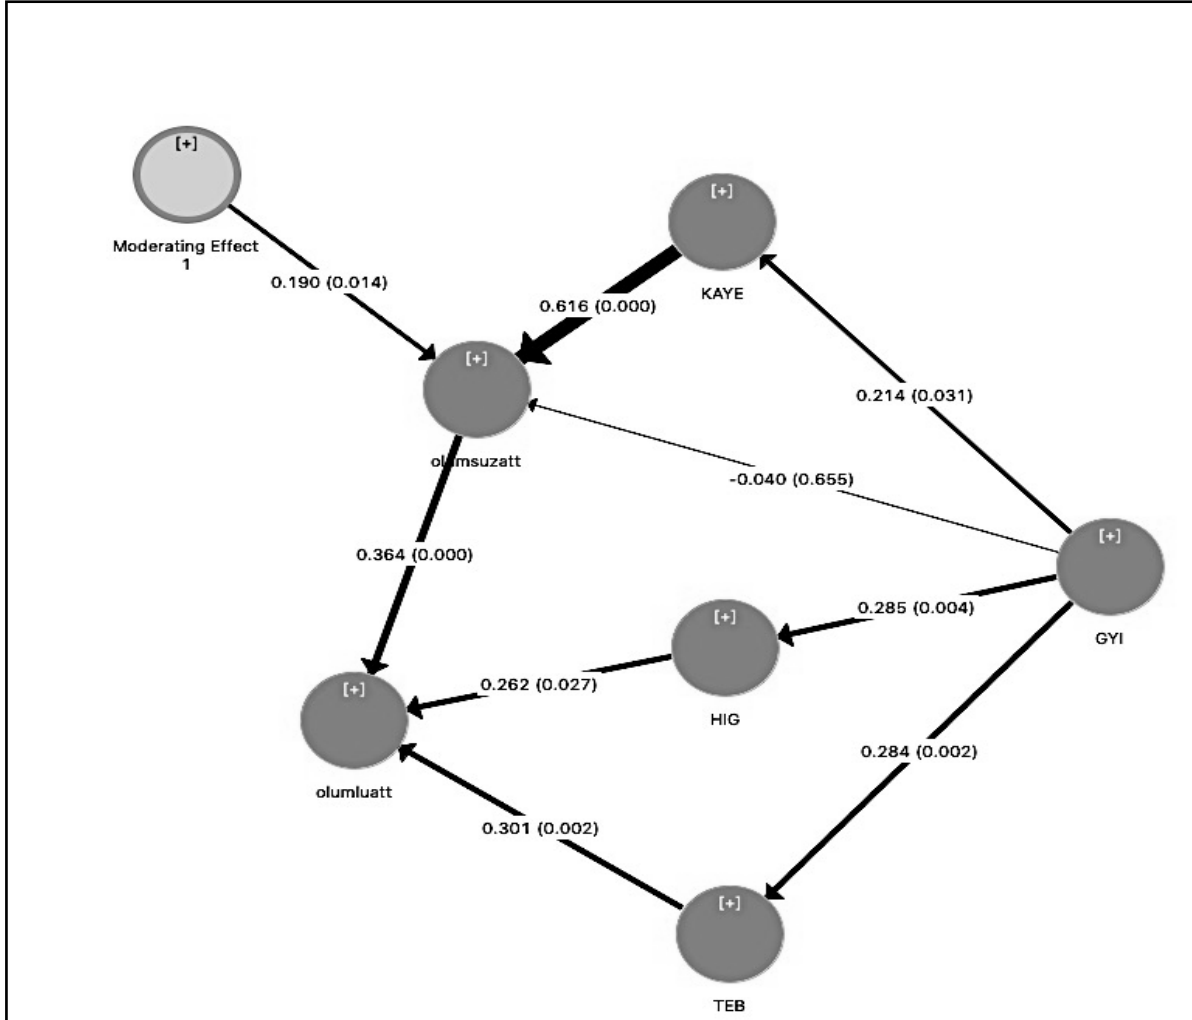 [+]
Moderating Effect
1
0.190 (0.014)
[+]
KAYE
0.616 (0.000)
0.214 (0.031)
[+]
olumsuzatt
-0.040 (0.655)
0.364 (0.000)
[+]
GYI
0.285 (0.004)
[+]
HIG
0.262 (0.027)
[+]
olumluatt
0.284 (0.002)
0.301 (0.002)
[+]
TEB